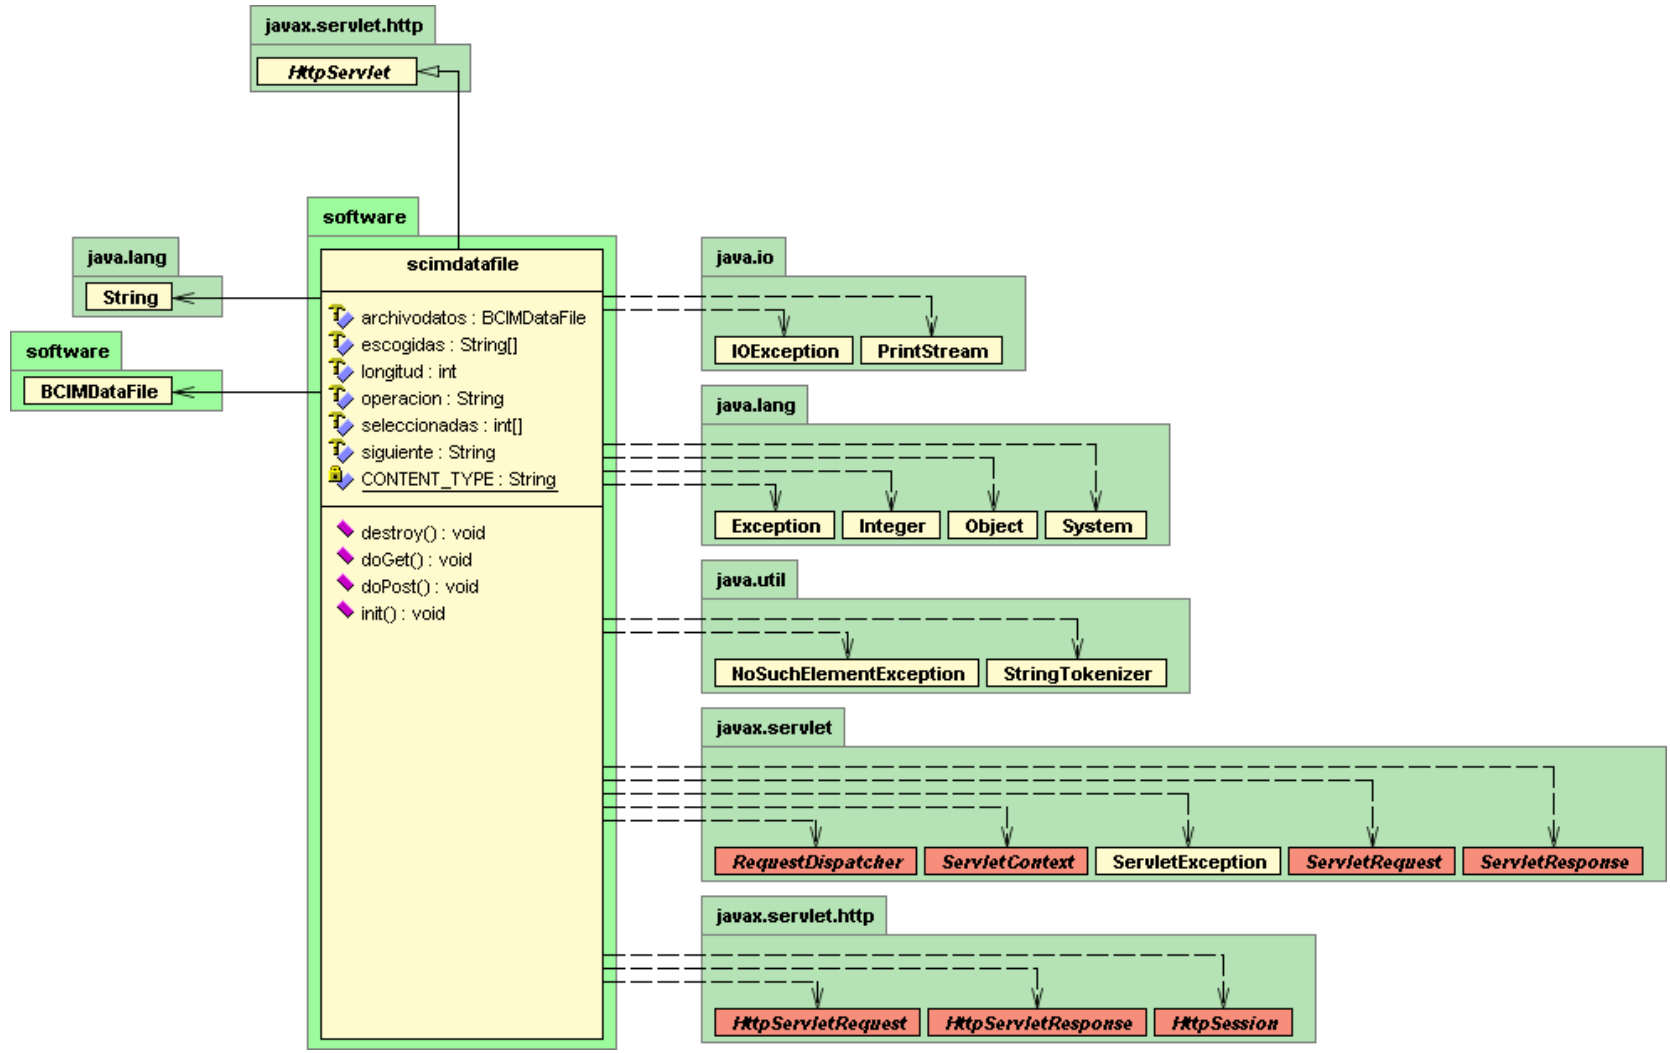 javax.servlet.http
HttpServlet
software
java.lang
String
software
BCIMDataFile
scimdatafile
archivodatos : BCIMDataFile
escogidas : String[]
longitud : int
operacion : String
seleccionadas : int[]
siguiente : String
CONTENT_TYPE : String
destroy() : void
doGet() : void
doPost() : void
init() : void
java.io
IOException PrintStream
java.lang
Exception Integer Object System
java.util
NoSuchElementException StringTokenizer
javax.servlet
RequestDispatcher ServletContext ServletException ServletRequest ServletResponse
javax.servlet.http
HttpServletRequest HttpServletResponse HttpSession